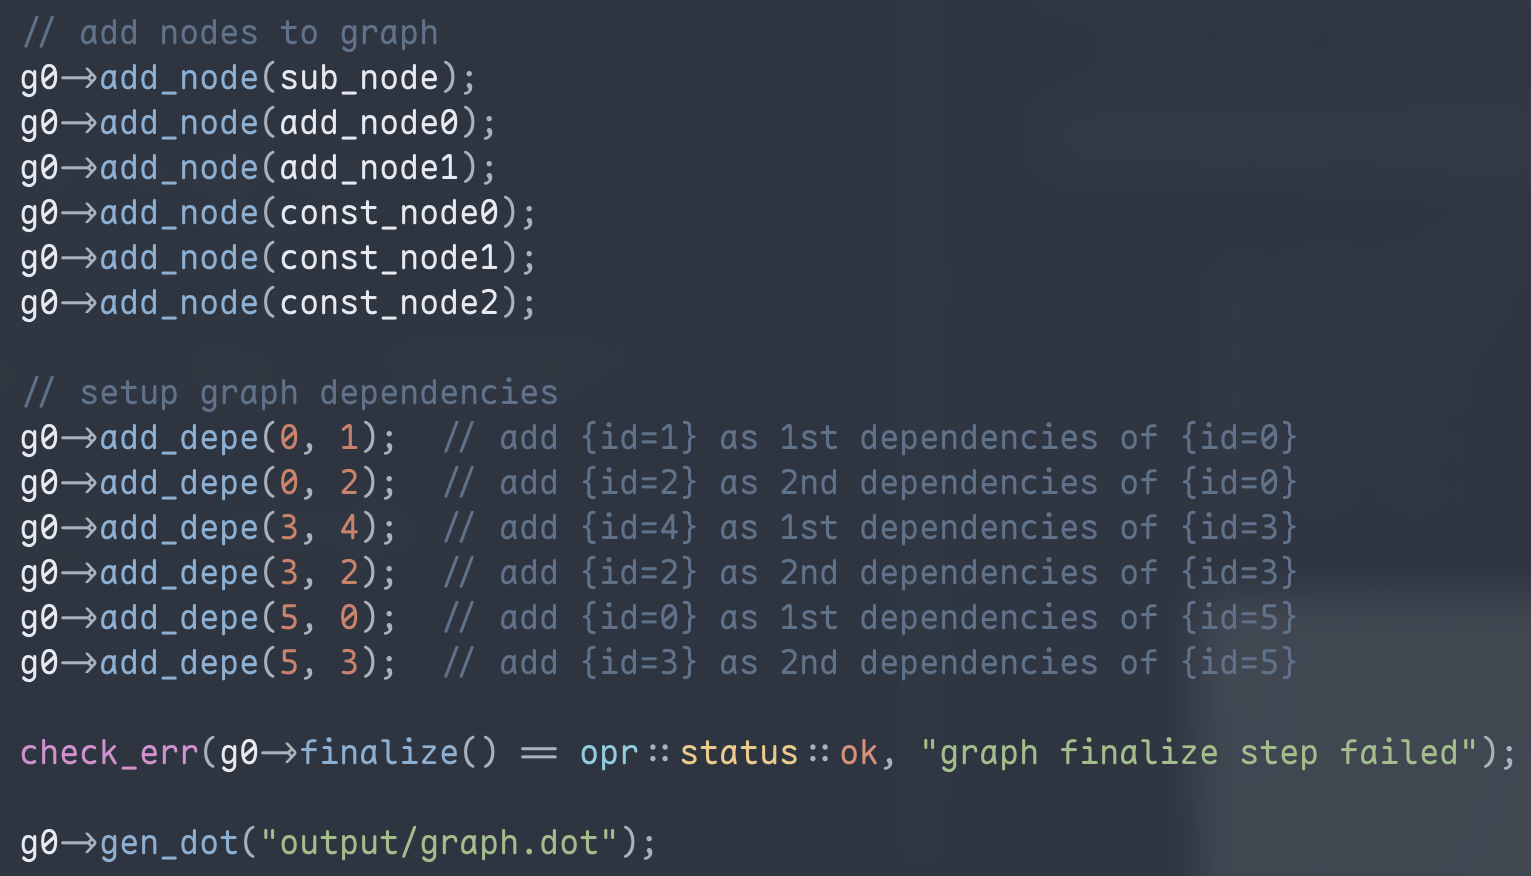 // add nodes to graph
g0->add_node(sub_node);
g0->add_node(add_node0);
g0->add_node(add_node1);
g0->add_node(const_node0);
g0->add_node(const_node1);
g0->add_node(const_node2);

// setup graph dependencies
g0->add_depe(0, 1);  // add {id=1} as 1st dependencies of {id=0}
g0->add_depe(0, 2);  // add {id=2} as 2nd dependencies of {id=0}
g0->add_depe(3, 4);  // add {id=4} as 1st dependencies of {id=3}
g0->add_depe(3, 2);  // add {id=2} as 2nd dependencies of {id=3}
g0->add_depe(5, 0);  // add {id=0} as 1st dependencies of {id=5}
g0->add_depe(5, 3);  // add {id=3} as 2nd dependencies of {id=5}

check_err(g0->finalize() == opr::status::ok, "graph finalize step failed");

g0->gen_dot("output/graph.dot");